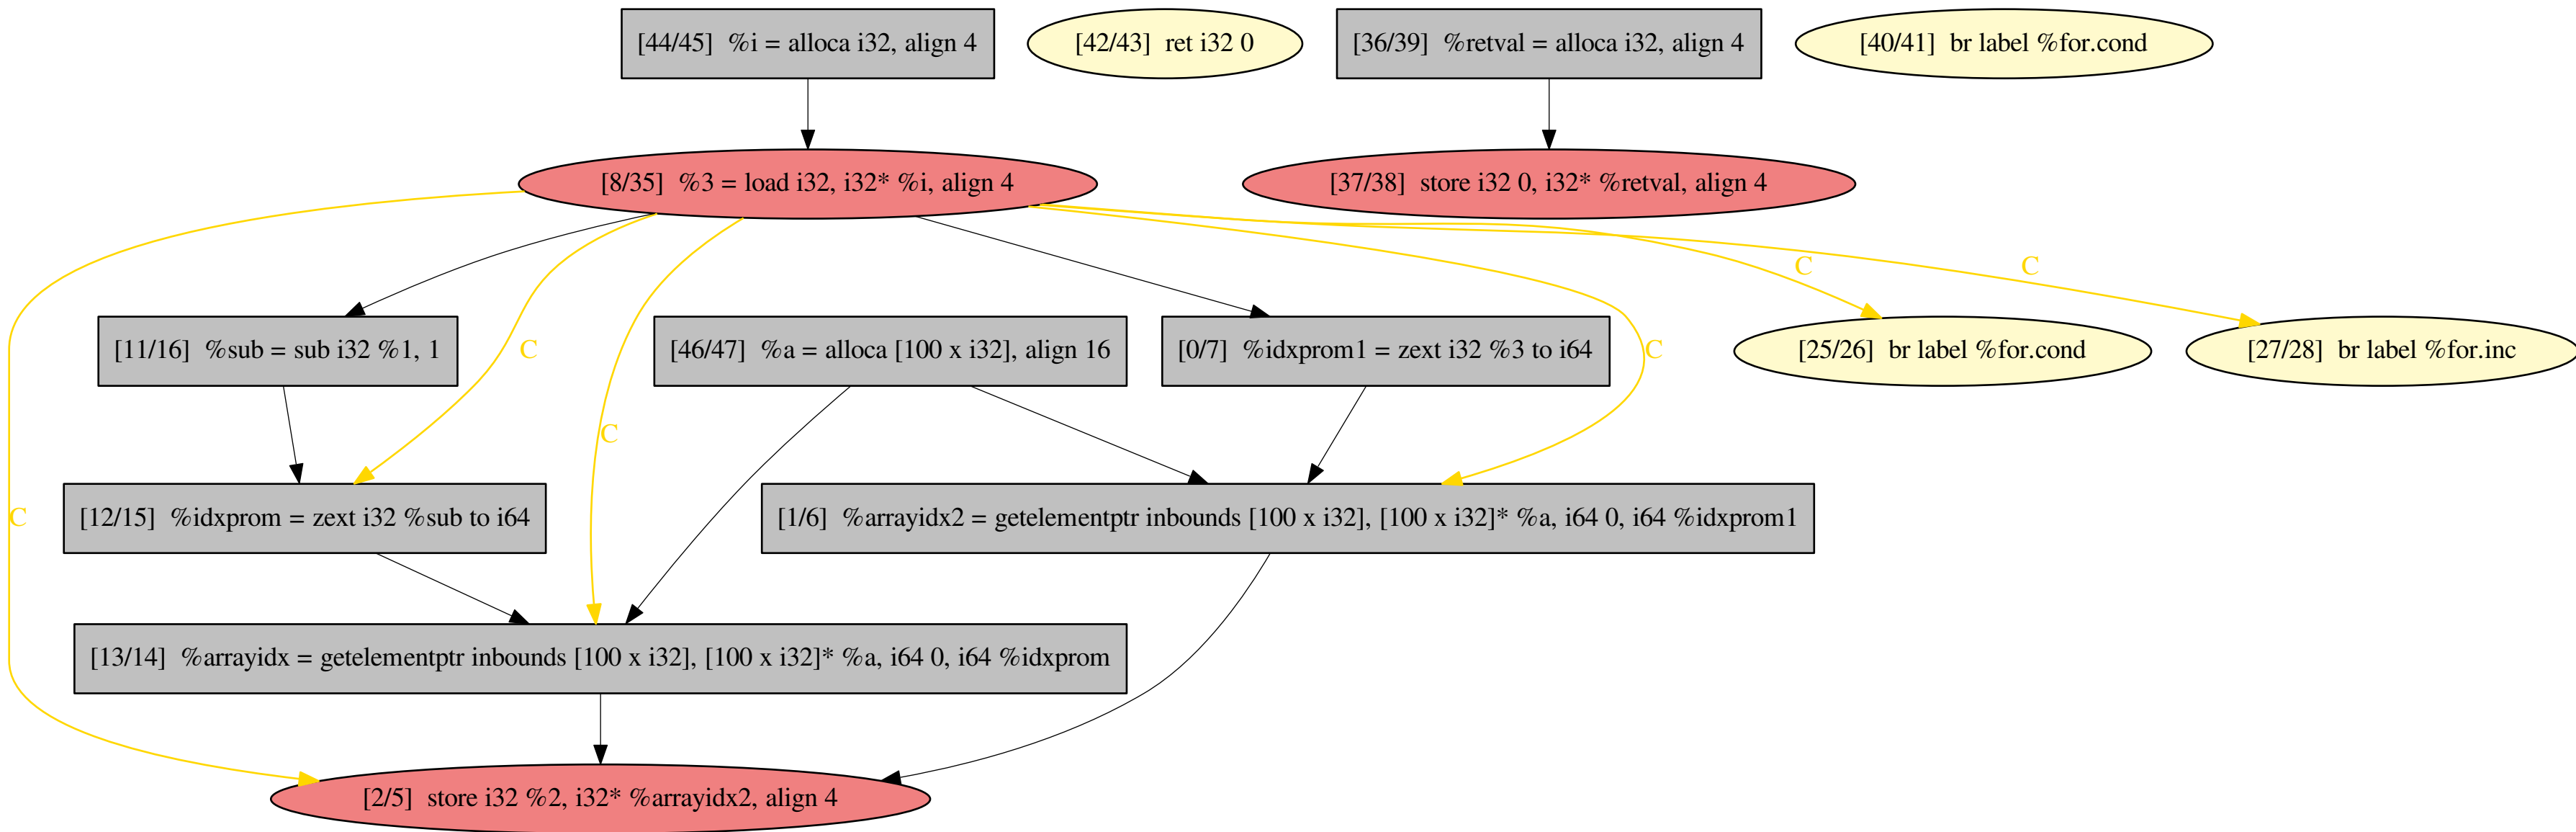 [44/45]  %i = alloca i32, align 4
[42/43]  ret i32 0
[36/39]  %retval = alloca i32, align 4
[40/41]  br label %for.cond
[8/35]  %3 = load i32, i32* %i, align 4
[37/38]  store i32 0, i32* %retval, align 4
C
C
[11/16]  %sub = sub i32 %1, 1
C
[46/47]  %a = alloca [100 x i32], align 16
[0/7]  %idxprom1 = zext i32 %3 to i64
C
[25/26]  br label %for.cond
[27/28]  br label %for.inc
C
C
[12/15]  %idxprom = zext i32 %sub to i64
[1/6]  %arrayidx2 = getelementptr inbounds [100 x i32], [100 x i32]* %a, i64 0, i64 %idxprom1
[13/14]  %arrayidx = getelementptr inbounds [100 x i32], [100 x i32]* %a, i64 0, i64 %idxprom
[2/5]  store i32 %2, i32* %arrayidx2, align 4